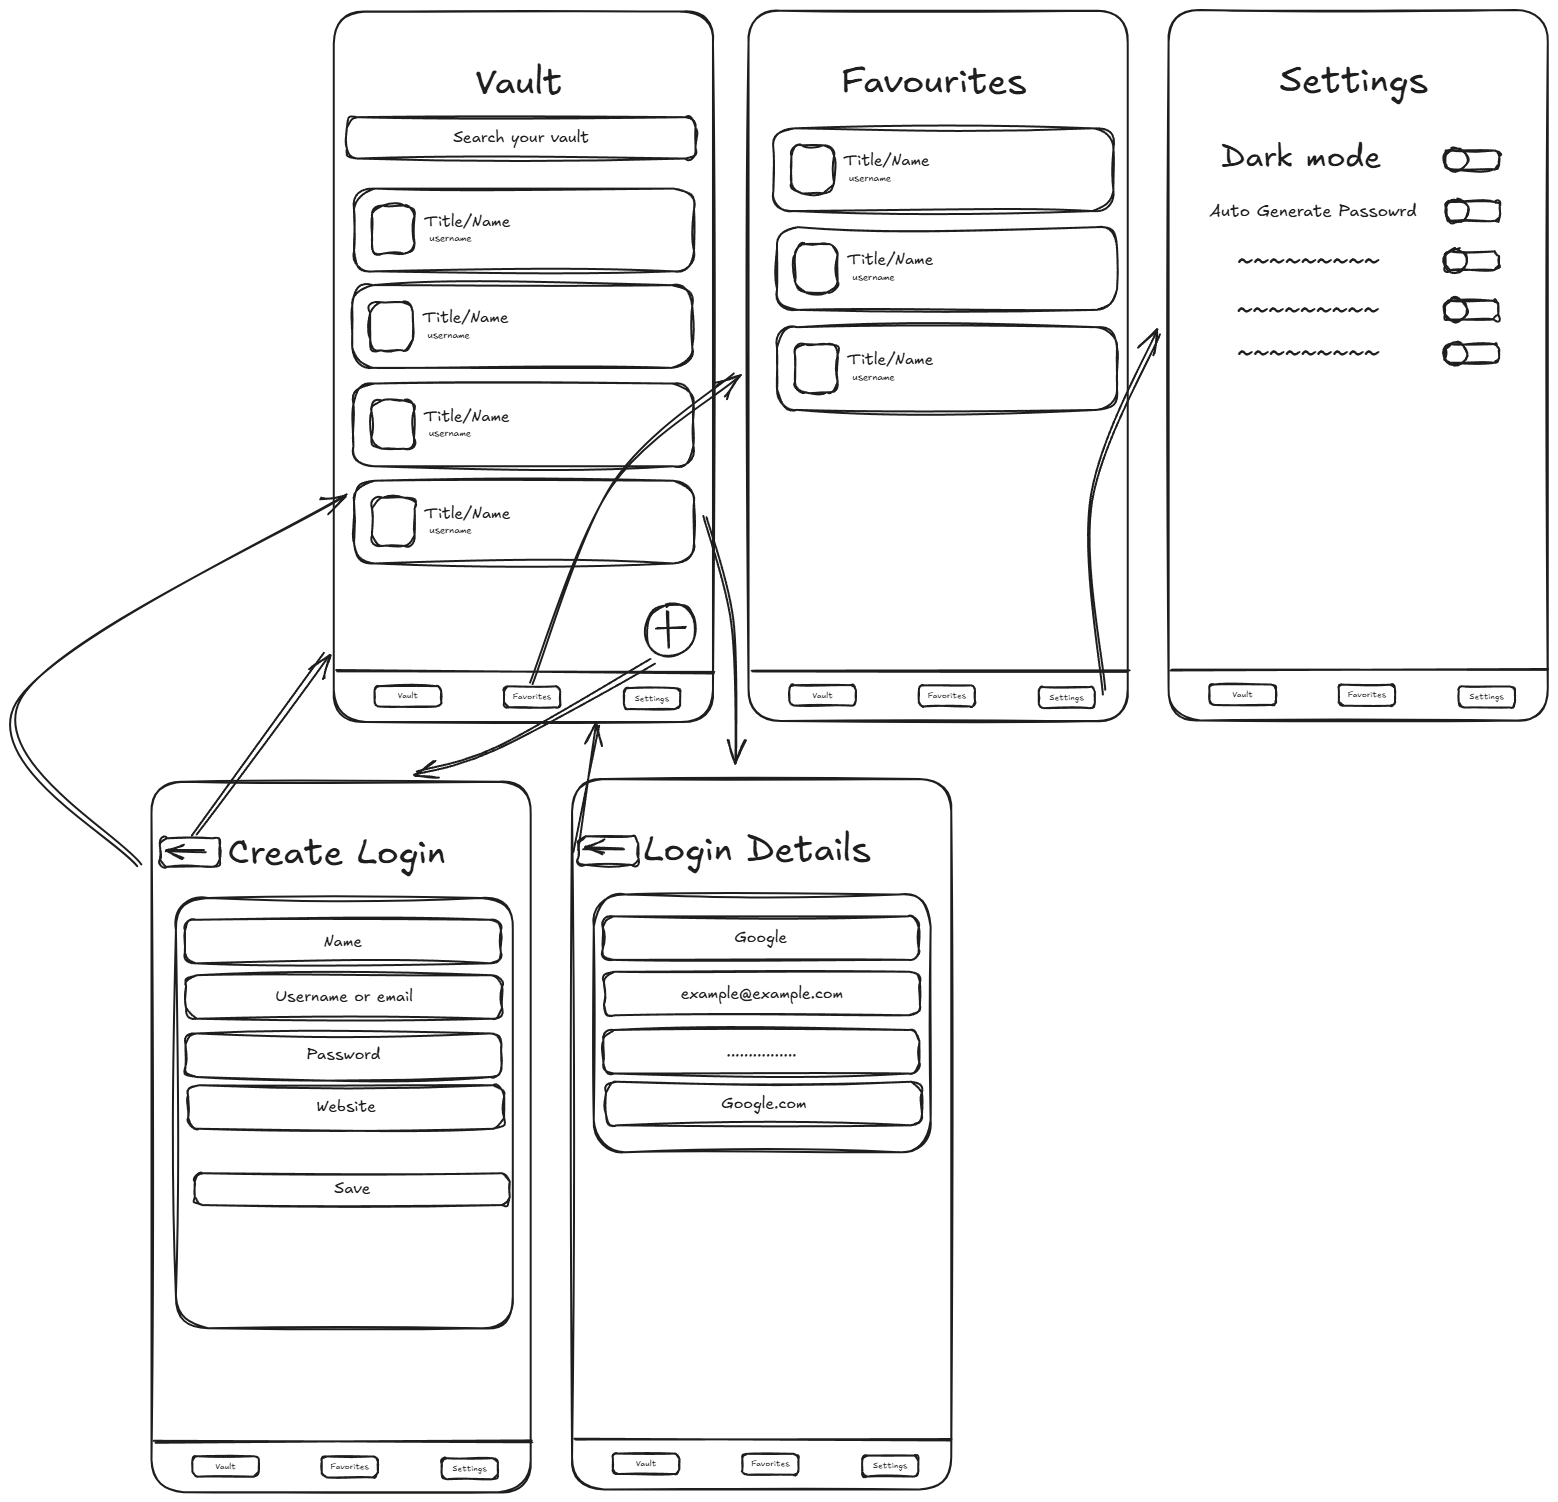 Vault
Search your vault
Title/Name
username
Title/Name
username
Title/Name
username
Title/Name
username
Vault
Favorites
Settings
Favourites
Title/Name
username
Title/Name
username
Title/Name
username
Vault
Favorites
Settings
Settings
Dark mode
Auto Generate Passowrd
~~~~~~~~~
~~~~~~~~~
~~~~~~~~~
Vault
Favorites
Settings
Create Login
Name
Username or email
Password
Website
Save
Vault
Favorites
Settings
Login Details
Google
example@example.com
................
Google.com
Vault
Favorites
Settings